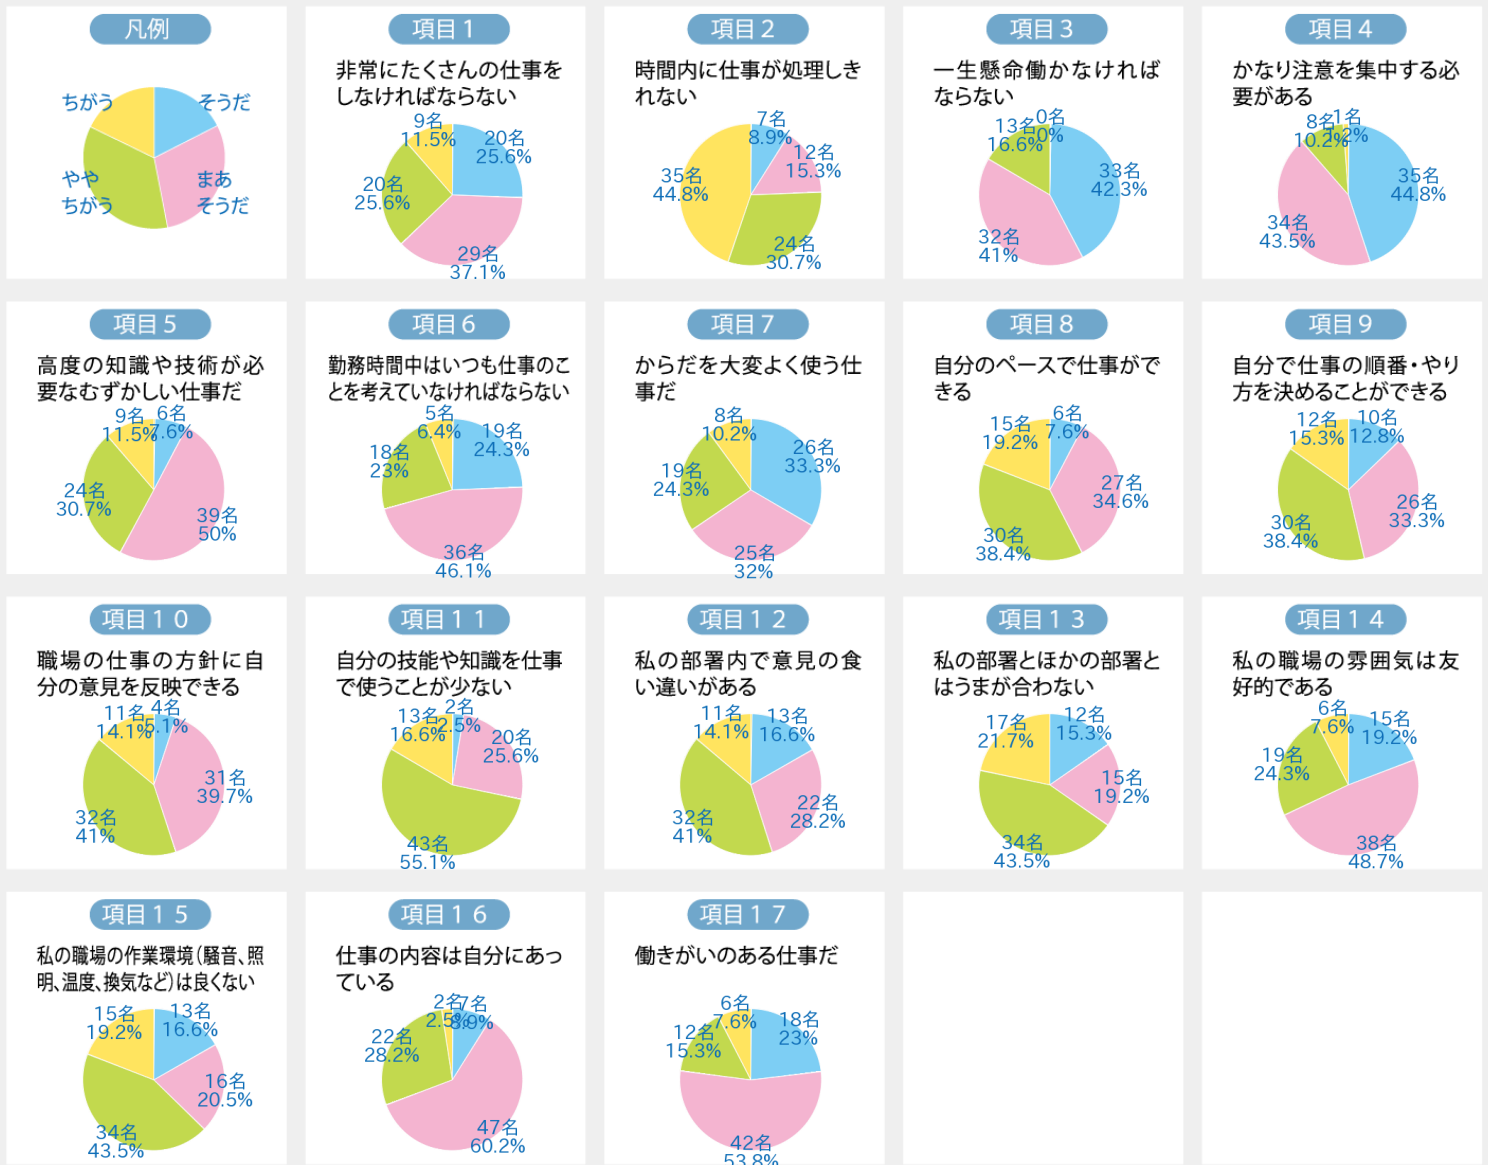 凡例
ちがう
そうだ
やや
ちがう
まあ
そうだ
項目１
非常にたくさんの仕事を
しなければならない
9名
11.5%
20名
25.6%
20名
25.6%
29名
37.1%
項目２
時間内に仕事が処理しき
れない
7名
8.9%
12名
15.3%
35名
44.8%
24名
30.7%
項目３
一生懸命働かなければ
ならない
0名
0%
13名
16.6%
33名
42.3%
32名
41%
項目４
かなり注意を集中する必
要がある
1名
1.2%
8名
10.2%
35名
44.8%
34名
43.5%
項目５
高度の知識や技術が必
要なむずかしい仕事だ
9名
11.5%
6名
7.6%
24名
30.7%
39名
50%
項目６
勤務時間中はいつも仕事のこ
とを考えていなければならない
5名
6.4%
19名
24.3%
18名
23%
36名
46.1%
項目７
からだを大変よく使う仕
事だ
8名
10.2%
26名
33.3%
19名
24.3%
25名
32%
項目８
自分のペースで仕事がで
きる
15名
19.2%
6名
7.6%
27名
34.6%
30名
38.4%
項目９
自分で仕事の順番・やり
方を決めることができる
12名
15.3%
10名
12.8%
26名
33.3%
30名
38.4%
項目１０
職場の仕事の方針に自
分の意見を反映できる
11名
14.1%
4名
5.1%
31名
39.7%
32名
41%
項目１１
自分の技能や知識を仕事
で使うことが少ない
13名
16.6%
2名
2.5%
20名
25.6%
43名
55.1%
項目１２
私の部署内で意見の食
い違いがある
11名
14.1%
13名
16.6%
22名
28.2%
32名
41%
項目１３
私の部署とほかの部署と
はうまが合わない
17名
21.7%
12名
15.3%
15名
19.2%
34名
43.5%
項目１４
私の職場の雰囲気は友
好的である
6名
7.6%
15名
19.2%
19名
24.3%
38名
48.7%
項目１５
私の職場の作業環境（騒音、照
明、温度、換気など）は良くない
15名
19.2%
13名
16.6%
16名
20.5%
34名
43.5%
項目１６
仕事の内容は自分にあっ
ている
2名
2.5%
7名
8.9%
22名
28.2%
47名
60.2%
項目１７
働きがいのある仕事だ
6名
7.6%
18名
23%
12名
15.3%
42名
53.8%